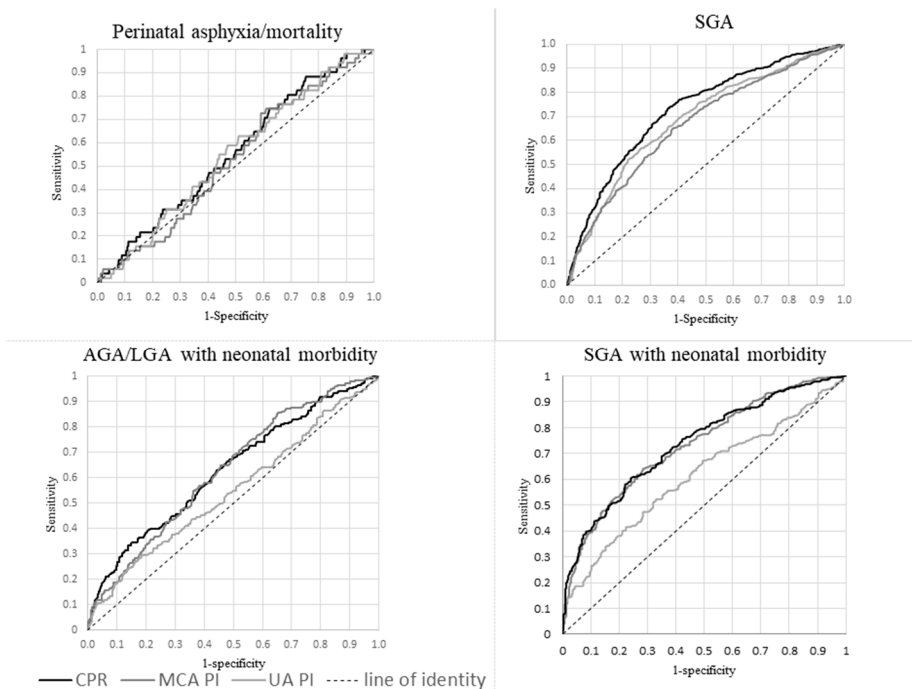 Perinatal asphyxia/mortality
1
0.9
0.8
0.7
0.6
0.5
0.4
0.3
0.2
0.1
0
Sensitivity
0.0 0.1 0.2 0.3 0.4 0.5 0.6 0.7 0.8 0.9 1.0
1-Specificity
SGA
1.0
0.9
0.8
0.7
0.6
0.5
0.4
0.3
0.2
0.1
0.0
Sensitivity
0.0 0.1 0.2 0.3 0.4 0.5 0.6 0.7 0.8 0.9 1.0
1-Specificity
AGA/LGA with neonatal morbidity
1
0.9
0.8
0.7
0.6
0.5
0.4
0.3
0.2
0.1
0
Sensitivity
0.0 0.1 0.2 0.3 0.4 0.5 0.6 0.7 0.8 0.9 1.0
1-specificity
SGA with neonatal morbidity
1
0.9
0.8
0.7
0.6
0.5
0.4
0.3
0.2
0.1
0
Sensitivity
0 0.1 0.2 0.3 0.4 0.5 0.6 0.7 0.8 0.9 1
1-specificity
CPR MCA PI UA PI line of identity